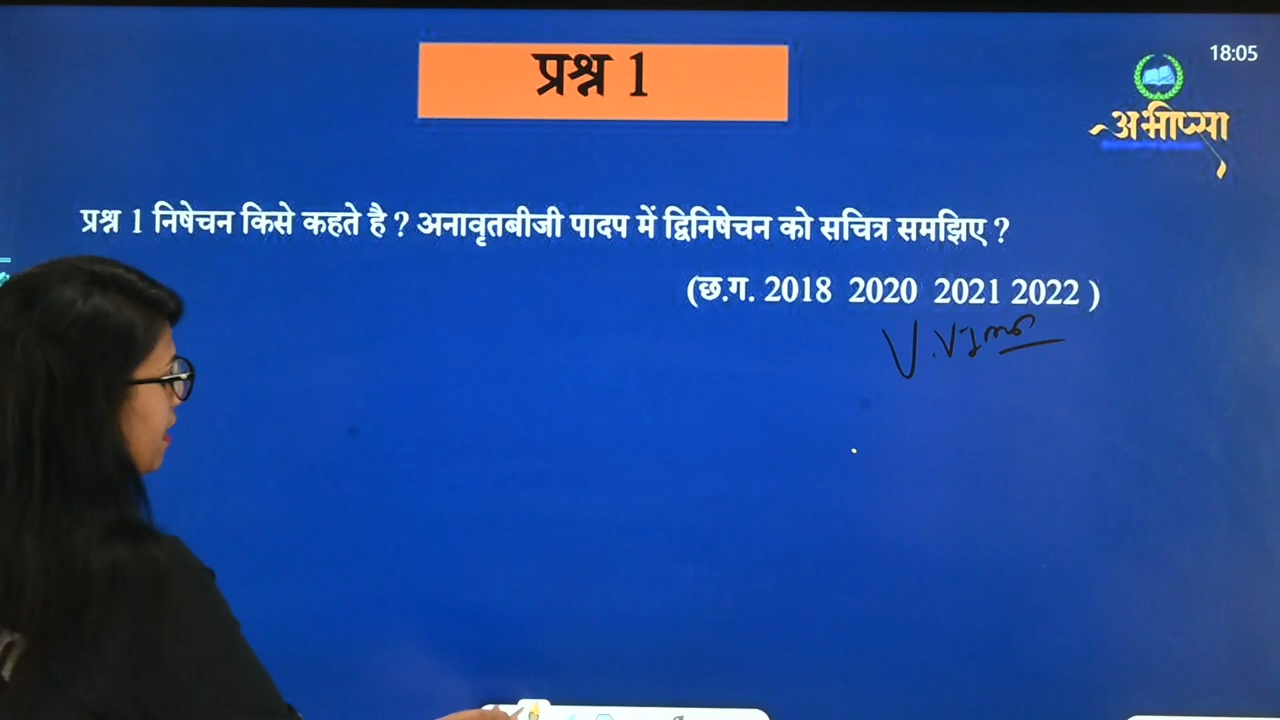 प्रश्न 1
18:05
अभीप्सा
प्रश्न 1 निषेचन किसे कहते है ? अनावृतबीजी पादप में द्विनिषेचन को सचित्र समझिए ?
(छ.ग. 2018 2020 2021 2022 )
V.V.Imp